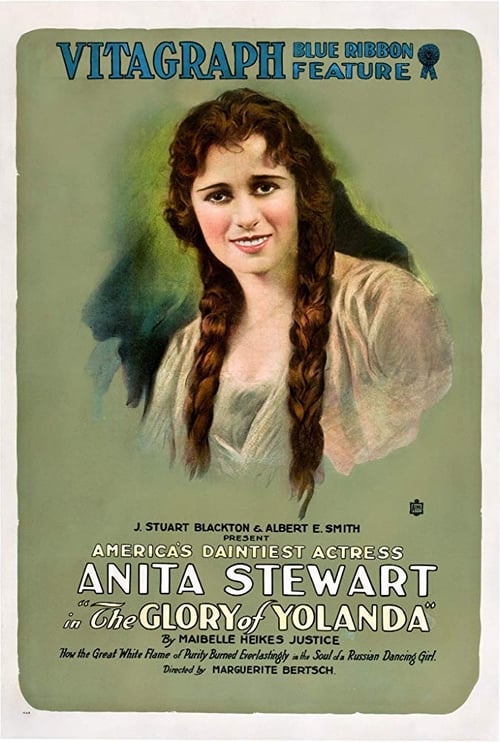 VITAGRAPH BLUE RIBBON FEATURE
J. STUART BLACKTON & ALBERT E. SMITH
PRESENT
AMERICA'S DAINTIEST ACTRESS
ANITA STEWART
in "The GLORY of YOLANDA"
By MAIBELLE HEIKES JUSTICE
How the Great White Flame of Purity Burned Everlastingly in the Soul of a Russian Dancing Girl.
Directed by MARGUERITE BERTSCH.